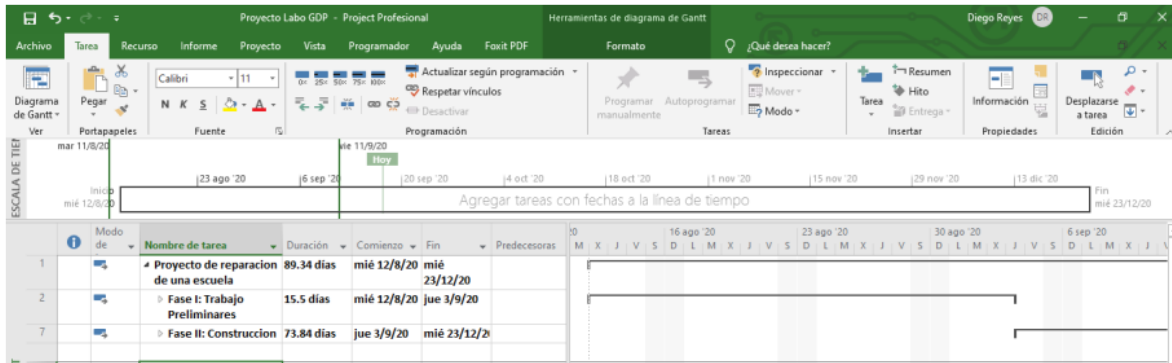 Proyecto Labo GDP - Project Profesional
Herramientas de diagrama de Gantt
Diego Reyes
DR
Archivo Tarea Recurso Informe Proyecto Vista Programador Ayuda Foxit PDF Formato ¿Qué desea hacer?
Diagrama de Gantt
Ver
Pegar
Portapapeles
Calibri 11
N K S A
Fuente
0× 25× 50× 75× 100×
Actualizar según programación
Respetar vínculos
Desactivar
Programación
Programar manualmente
Autoprogramar
Inspeccionar
Mover
Modo
Tareas
Tarea
Resumen
Hito
Entrega
Insertar
Información
Propiedades
Desplazarse a tarea
Edición
ESCALA DE TIE
mar 11/8/20
vie 11/9/20
Hoy
23 ago '20 6 sep '20 20 sep '20 4 oct '20 18 oct '20 1 nov '20 15 nov '20 29 nov '20 13 dic '20
Inicio
mié 12/8/20
Agregar tareas con fechas a la línea de tiempo
Fin
mié 23/12/20
Modo de Nombre de tarea Duración Comienzo Fin Predecesoras
'20 16 ago '20 23 ago '20 30 ago '20 6 sep '20
M X J V S D L M X J V S D L M X J V S D L M X J V S D L M X J V
1 Proyecto de reparacion de una escuela 89.34 días mié 12/8/20 mié 23/12/20
2 Fase I: Trabajo Preliminares 15.5 días mié 12/8/20 jue 3/9/20
7 Fase II: Construccion 73.84 días jue 3/9/20 mié 23/12/20